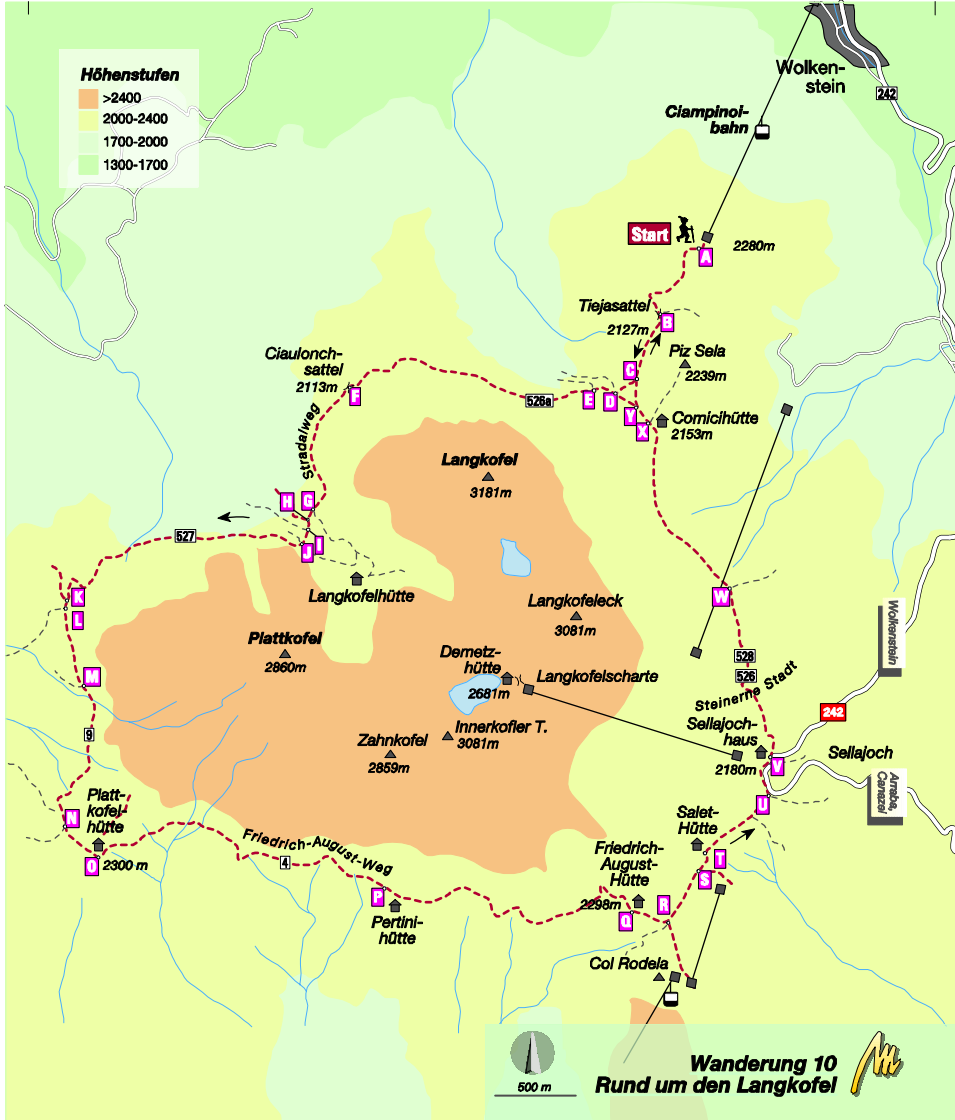 Höhenstufen
>2400
2000-2400
1700-2000
1300-1700
Wolken-
stein
242
Ciampinoi-
bahn
Start
2280m
A
Tiejasattel
B
2127m
Piz Sela
2239m
C
Ciaulonch-
sattel
2113m
F
526a
E
D
Y
X
Cornicihütte
2153m
Stradalweg
Langkofel
3181m
H
G
527
I
J
Langkofelhütte
K
L
W
Langkofeleck
3081m
Wolkenstein
Plattkofel
2860m
Demetz-
hütte
2681m
Langkofelscharte
528
526
Steinerne Stadt
M
9
242
Innerkofler T.
3081m
Zahnkofel
2859m
Sellajoch-
haus
2180m
V
Sellajoch
Arraba,
Canazei
Platt-
kofel-
hütte
N
O
2300 m
Friedrich-August-Weg
4
U
Salet-
Hütte
T
S
Friedrich-
August-
Hütte
2298m
R
Q
P
Pertini-
hütte
Col Rodela
500 m
Wanderung 10
Rund um den Langkofel